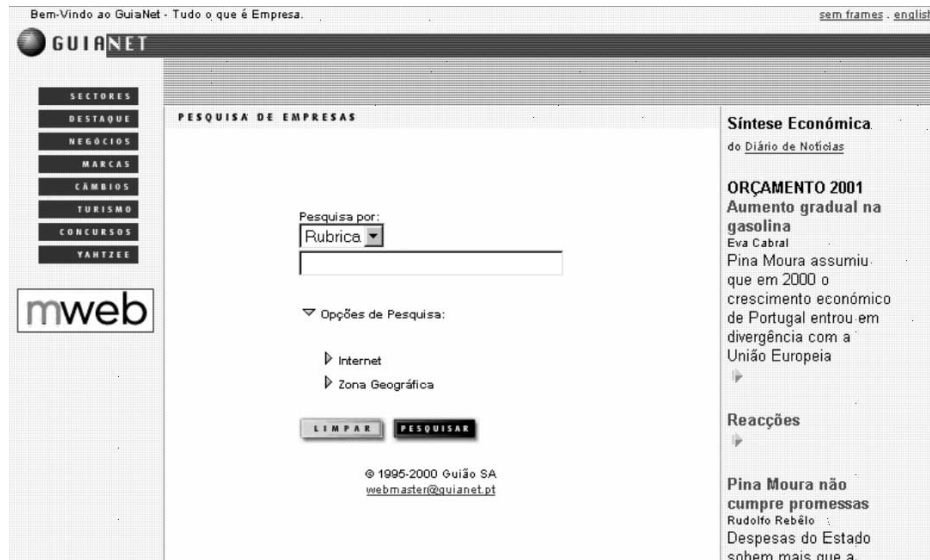 Bem-Vindo ao GuiaNet - Tudo o que é Empresa.
sem frames . english
GUIANET
SECTORES
DESTAQUE
NEGÓCIOS
MARCAS
CÂMBIOS
TURISMO
CONCURSOS
YAHTZEE
mweb
PESQUISA DE EMPRESAS
Pesquisa por:
Rubrica
Opções de Pesquisa:
Internet
Zona Geográfica
LIMPAR PESQUISAR
© 1995-2000 Guião SA
webmaster@guianet.pt
Síntese Económica
do Diário de Notícias
ORÇAMENTO 2001
Aumento gradual na
gasolina
Eva Cabral
Pina Moura assumiu
que em 2000 o
crescimento económico
de Portugal entrou em
divergência com a
União Europeia
Reacções
Pina Moura não
cumpre promessas
Rudolfo Rebêlo
Despesas do Estado
sobem mais que a